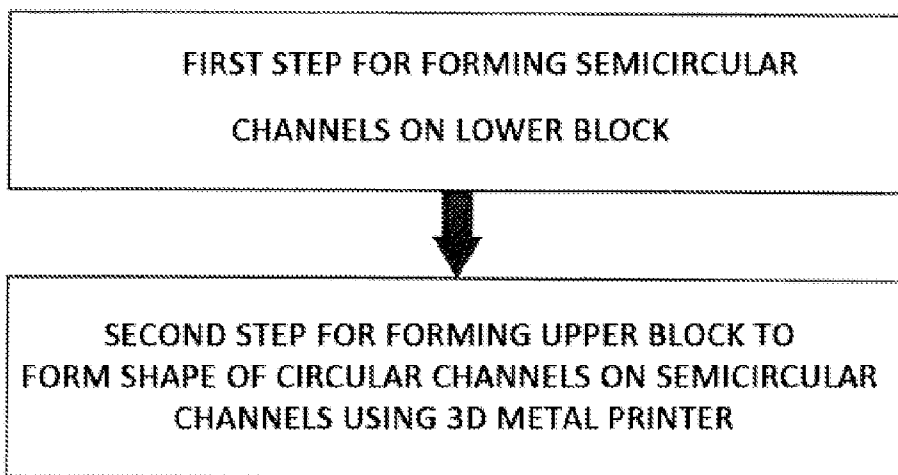 FIRST STEP FOR FORMING SEMICIRCULAR
CHANNELS ON LOWER BLOCK
SECOND STEP FOR FORMING UPPER BLOCK TO
FORM SHAPE OF CIRCULAR CHANNELS ON SEMICIRCULAR
CHANNELS USING 3D METAL PRINTER